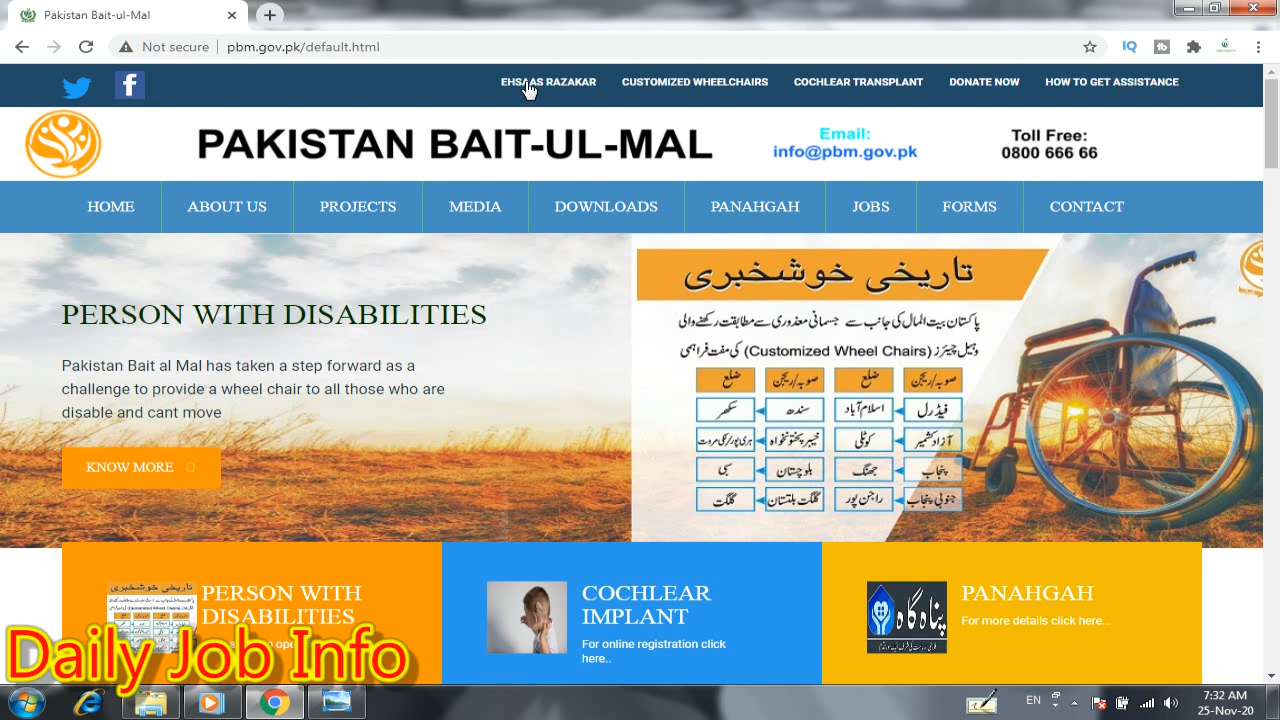 Pakistan Bait-ul-Mal
Not secure
pbm.gov.pk/default.html
EHSAAS RAZAKAR
CUSTOMIZED WHEELCHAIRS
COCHLEAR TRANSPLANT
DONATE NOW
HOW TO GET ASSISTANCE
PAKISTAN BAIT-UL-MAL
Email:
info@pbm.gov.pk
Toll Free:
0800 666 66
HOME
ABOUT US
PROJECTS
MEDIA
DOWNLOADS
PANAHGAH
JOBS
FORMS
CONTACT
PERSON WITH DISABILITIES
Pakistan Bait al Mal has taken a step forward as a
challenge to provide a wheel chair to all those who are
disable and cant move
KNOW MORE
تاریخی خوشخبری
پاکستان بیت المال کی جانب سے جسمانی معذوری سے مطابقت رکھنے والی
وہیل چیئرز (Customized Wheel Chairs) کی مفت فراہمی
صوبہ/ریجن ضلع صوبہ/ریجن ضلع
فیڈرل اسلام آباد سندھ سکھر
آزاد کشمیر کوٹلی خیبر پختونخواہ ہری پور/لکی مروت
پنجاب جھنگ بلوچستان سبی
جنوبی پنجاب راجن پور گلگت بلتستان گلگت
تاریخی خوشخبری
PERSON WITH
DISABILITIES
COCHLEAR
IMPLANT
For online registration click
here..
پناہ گاہ
PANAHGAH
For more details click here...
Daily Job Info
EN
7:32 AM
25-Nov-20